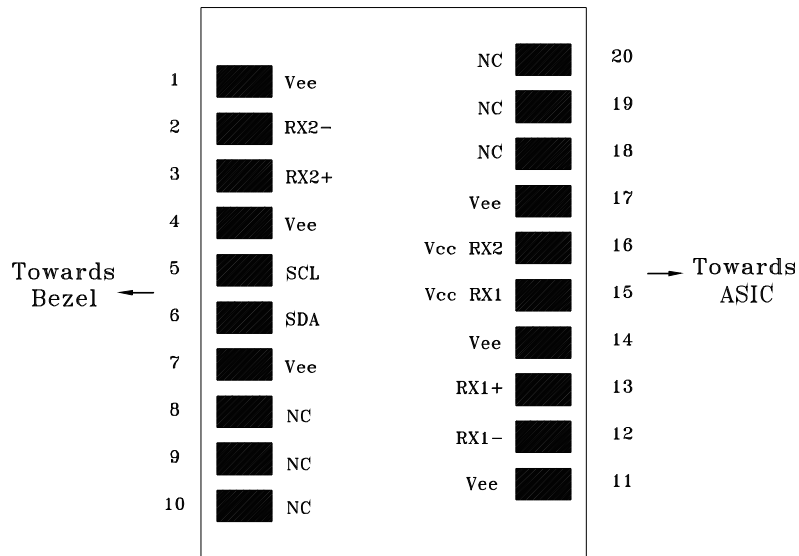 1 Vee
2 RX2-
3 RX2+
4 Vee
5 SCL
6 SDA
7 Vee
8 NC
9 NC
10 NC
Towards
Bezel
NC 20
NC 19
NC 18
Vee 17
Vcc RX2 16
Vcc RX1 15
Vee 14
RX1+ 13
RX1- 12
Vee 11
Towards
ASIC